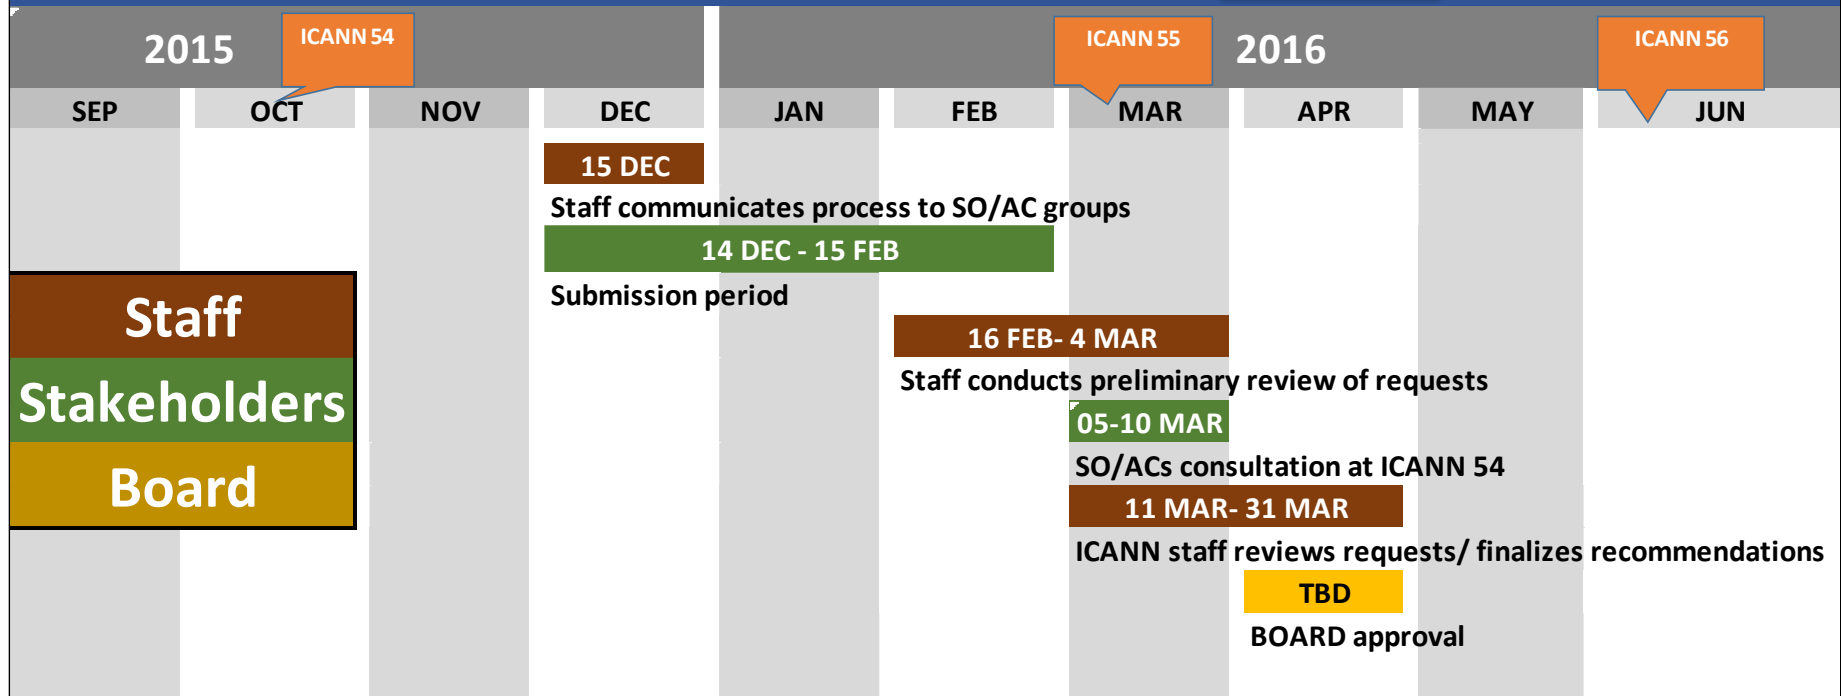 2015
ICANN 54
ICANN 55
2016
ICANN 56
SEP OCT NOV DEC JAN FEB MAR APR MAY JUN
15 DEC
Staff communicates process to SO/AC groups
14 DEC - 15 FEB
Submission period
Staff
16 FEB- 4 MAR
Staff conducts preliminary review of requests
Stakeholders
05-10 MAR
SO/ACs consultation at ICANN 54
Board
11 MAR- 31 MAR
ICANN staff reviews requests/ finalizes recommendations
TBD
BOARD approval